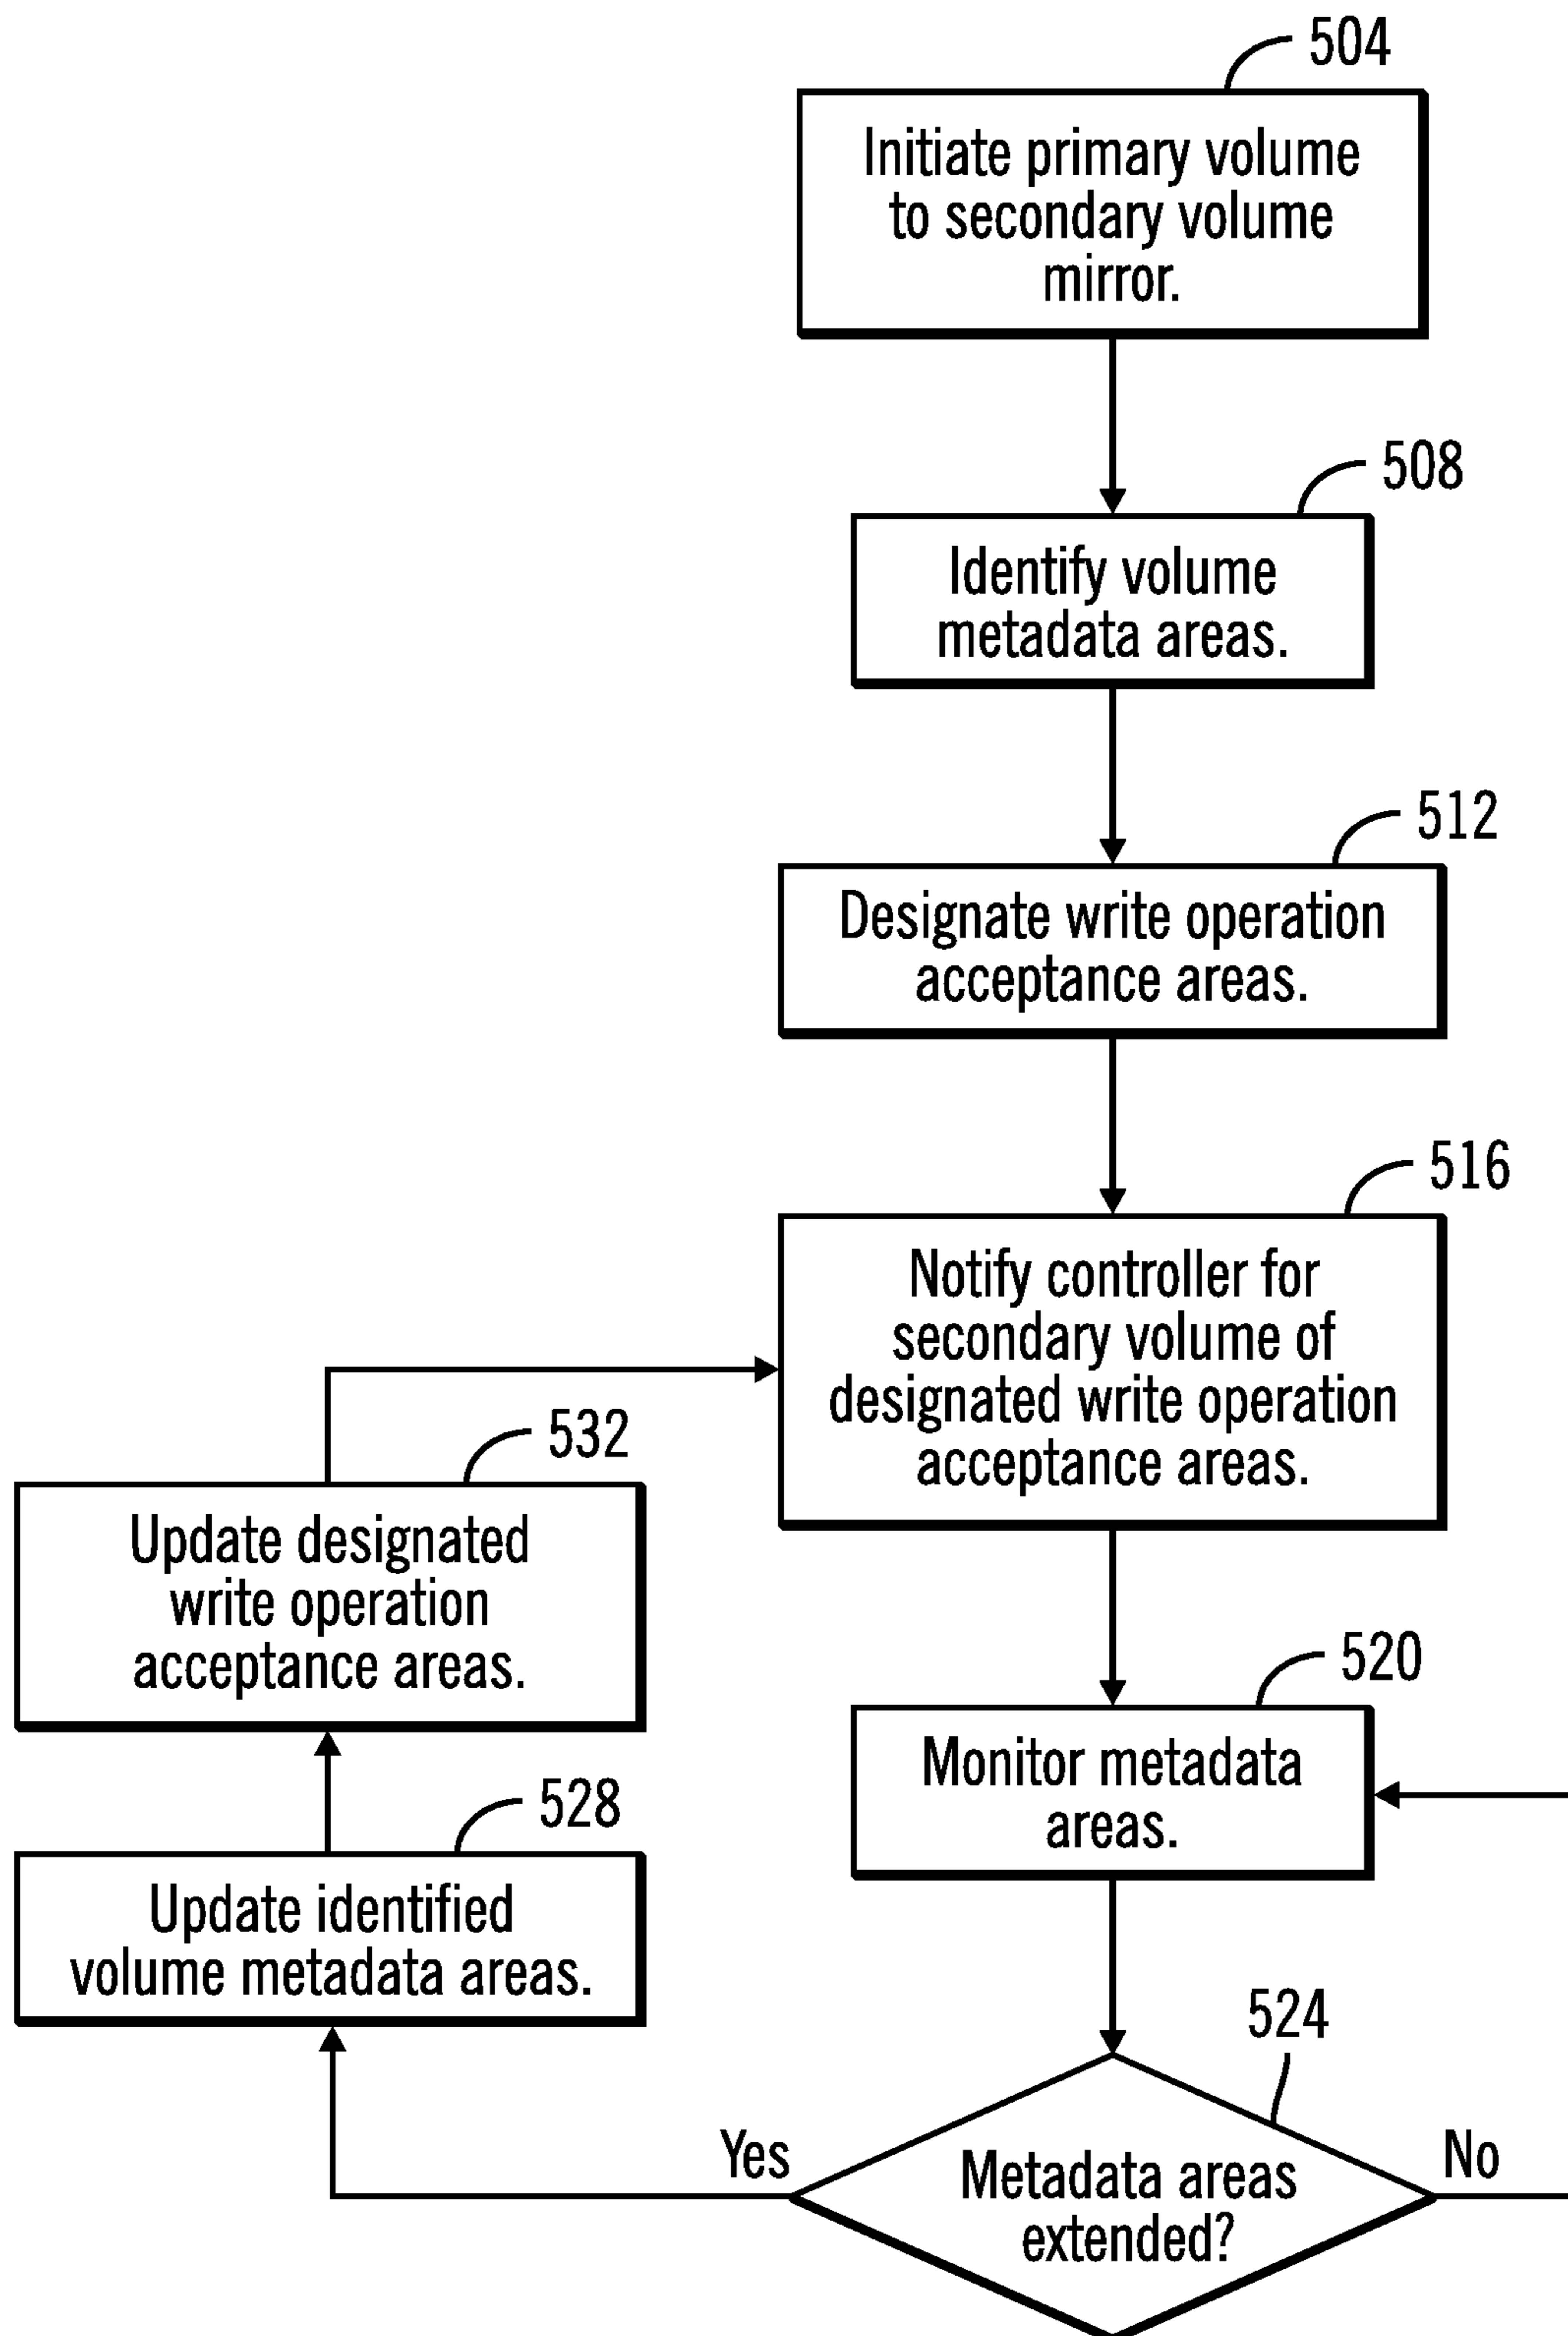 504
Initiate primary volume
to secondary volume
mirror.
508
Identify volume
metadata areas.
512
Designate write operation
acceptance areas.
516
Notify controller for
secondary volume of
designated write operation
acceptance areas.
532
Update designated
write operation
acceptance areas.
520
Monitor metadata
areas.
528
Update identified
volume metadata areas.
524
Yes
Metadata areas
extended?
No